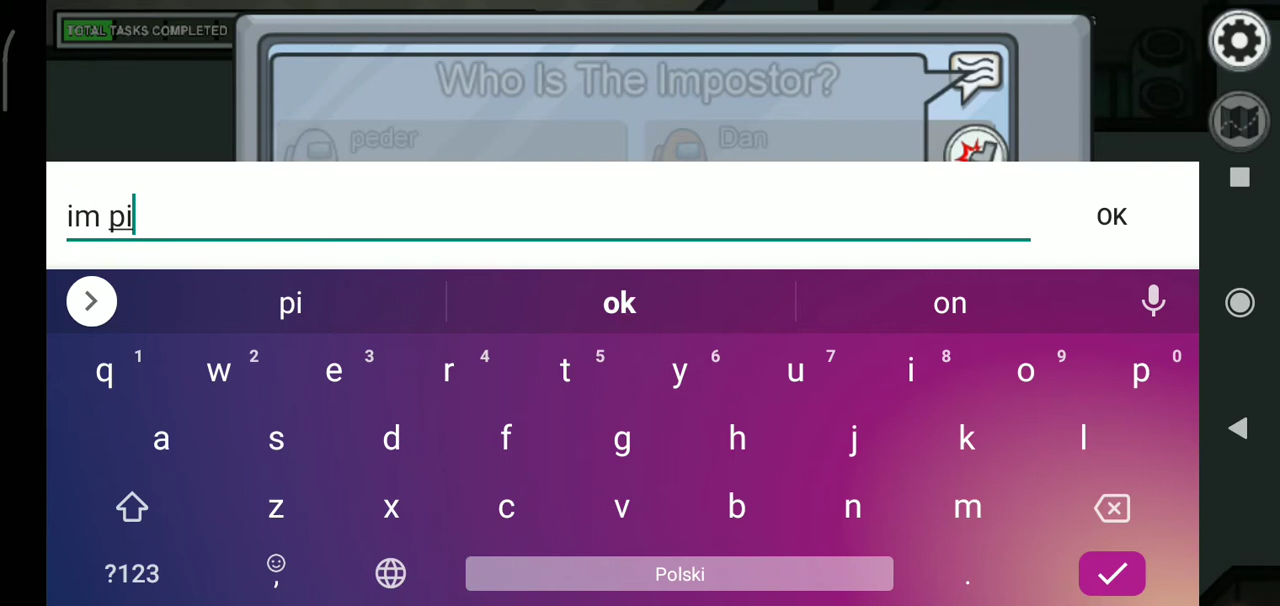 TOTAL TASKS COMPLETED
Who Is The Impostor?
peder Dan
im pi
OK
pi ok on
1 2 3 4 5 6 7 8 9 0
q w e r t y u i o p
a s d f g h j k l
z x c v b n m
?123 , Polski .